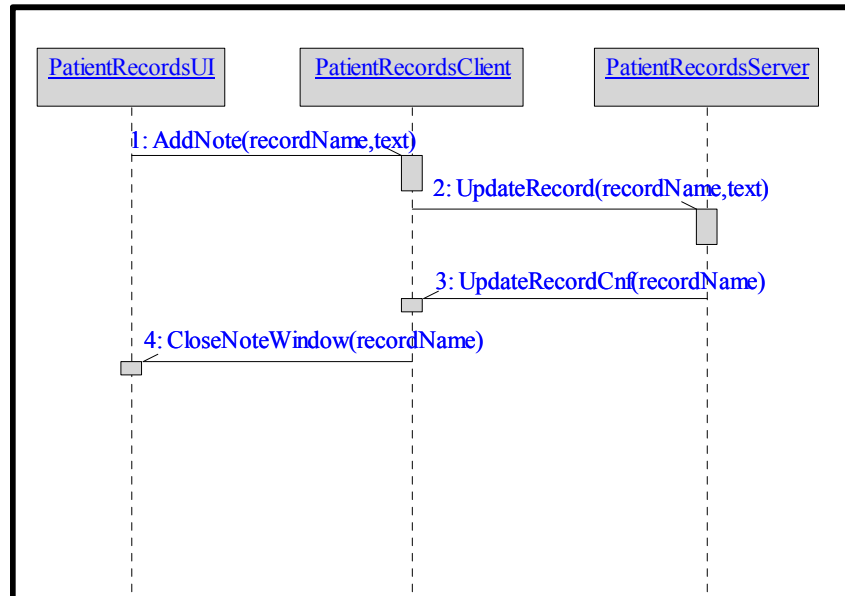 PatientRecordsUI
PatientRecordsClient
PatientRecordsServer
1: AddNote(recordName,text)
2: UpdateRecord(recordName,text)
3: UpdateRecordCnf(recordName)
4: CloseNoteWindow(recordName)